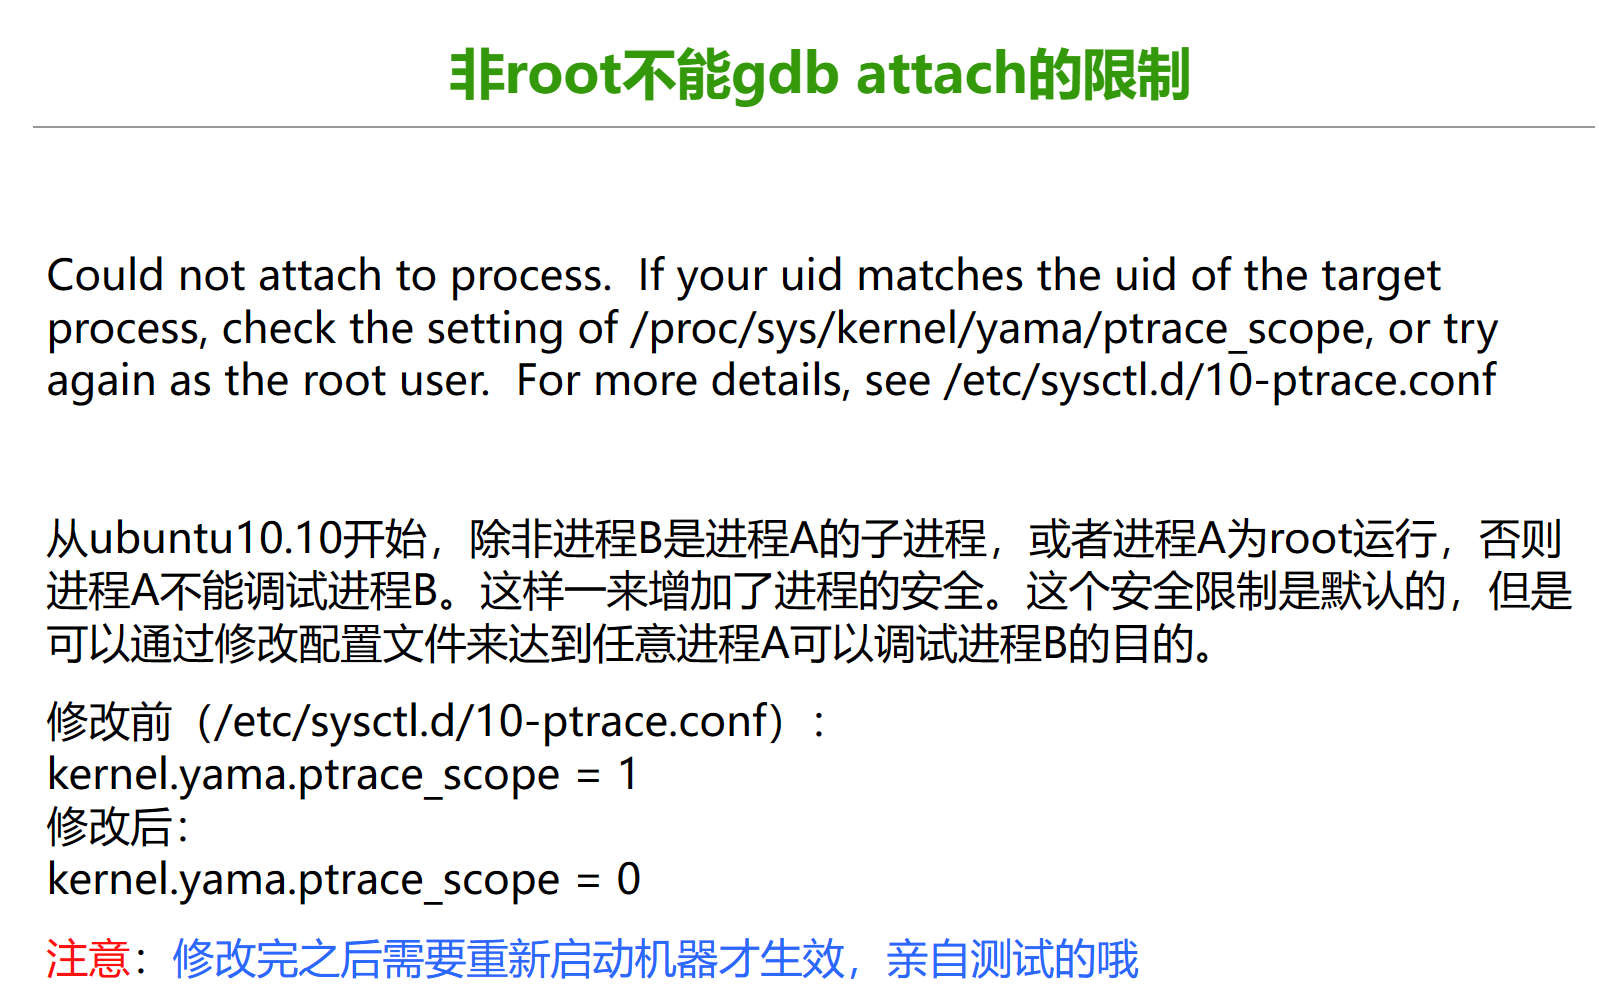 非root不能gdb attach的限制
Could not attach to process.  If your uid matches the uid of the target
process, check the setting of /proc/sys/kernel/yama/ptrace_scope, or try
again as the root user.  For more details, see /etc/sysctl.d/10-ptrace.conf
从ubuntu10.10开始，除非进程B是进程A的子进程，或者进程A为root运行，否则
进程A不能调试进程B。这样一来增加了进程的安全。这个安全限制是默认的，但是
可以通过修改配置文件来达到任意进程A可以调试进程B的目的。
修改前（/etc/sysctl.d/10-ptrace.conf）：
kernel.yama.ptrace_scope = 1
修改后：
kernel.yama.ptrace_scope = 0
注意：修改完之后需要重新启动机器才生效，亲自测试的哦